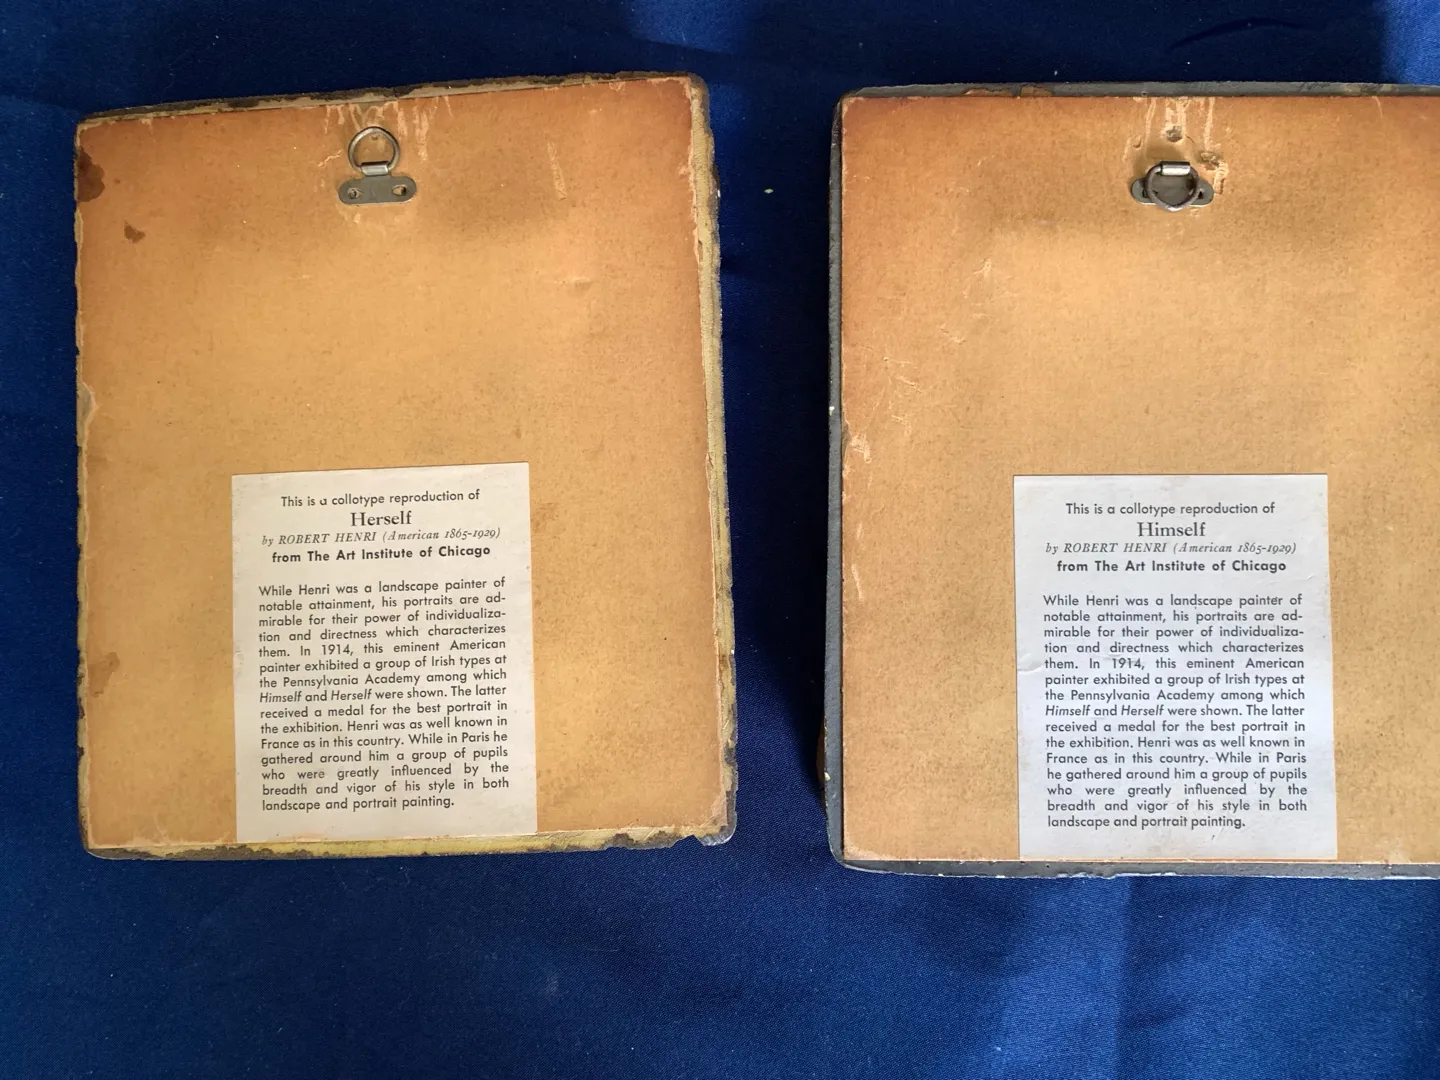 This is a collotype reproduction of
Herself
by ROBERT HENRI (American 1865-1929)
from The Art Institute of Chicago
While Henri was a landscape painter of
notable attainment, his portraits are ad-
mirable for their power of individualiza-
tion and directness which characterizes
them. In 1914, this eminent American
painter exhibited a group of Irish types at
the Pennsylvania Academy among which
Himself and Herself were shown. The latter
received a medal for the best portrait in
the exhibition. Henri was as well known in
France as in this country. While in Paris he
gathered around him a group of pupils
who were greatly influenced by the
breadth and vigor of his style in both
landscape and portrait painting.
This is a collotype reproduction of
Himself
by ROBERT HENRI (American 1865-1929)
from The Art Institute of Chicago
While Henri was a landscape painter of
notable attainment, his portraits are ad-
mirable for their power of individualiza-
tion and directness which characterizes
them. In 1914, this eminent American
painter exhibited a group of Irish types at
the Pennsylvania Academy among which
Himself and Herself were shown. The latter
received a medal for the best portrait in
the exhibition. Henri was as well known in
France as in this country. While in Paris
he gathered around him a group of pupils
who were greatly influenced by the
breadth and vigor of his style in both
landscape and portrait painting.